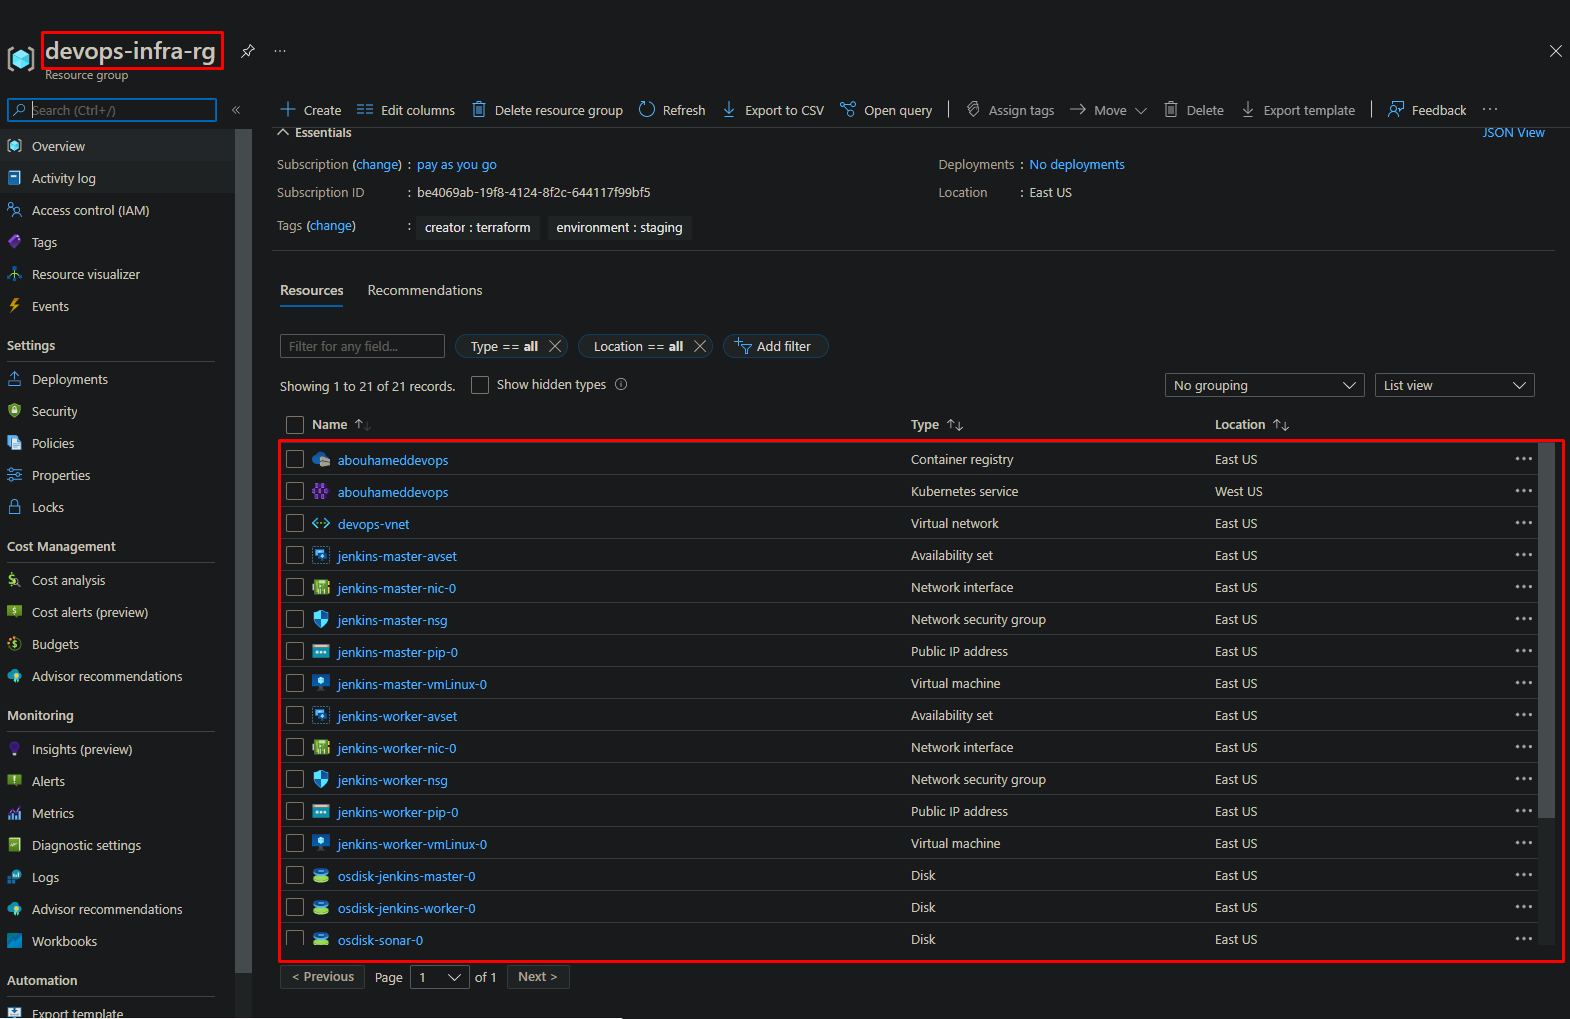 devops-infra-rg
Resource group
Search (Ctrl+/)
Overview
Activity log
Access control (IAM)
Tags
Resource visualizer
Events
Settings
Deployments
Security
Policies
Properties
Locks
Cost Management
Cost analysis
Cost alerts (preview)
Budgets
Advisor recommendations
Monitoring
Insights (preview)
Alerts
Metrics
Diagnostic settings
Logs
Advisor recommendations
Workbooks
Automation
Export template
Create Edit columns Delete resource group Refresh Export to CSV Open query Assign tags Move Delete Export template Feedback
Essentials JSON View
Subscription (change) : pay as you go Deployments : No deployments
Subscription ID : be4069ab-19f8-4124-8f2c-644117f99bf5 Location : East US
Tags (change) : creator : terraform environment : staging
Resources Recommendations
Filter for any field... Type == all Location == all Add filter
Showing 1 to 21 of 21 records. Show hidden types No grouping List view
Name Type Location
abouhameddevops Container registry East US
abouhameddevops Kubernetes service West US
devops-vnet Virtual network East US
jenkins-master-avset Availability set East US
jenkins-master-nic-0 Network interface East US
jenkins-master-nsg Network security group East US
jenkins-master-pip-0 Public IP address East US
jenkins-master-vmLinux-0 Virtual machine East US
jenkins-worker-avset Availability set East US
jenkins-worker-nic-0 Network interface East US
jenkins-worker-nsg Network security group East US
jenkins-worker-pip-0 Public IP address East US
jenkins-worker-vmLinux-0 Virtual machine East US
osdisk-jenkins-master-0 Disk East US
osdisk-jenkins-worker-0 Disk East US
osdisk-sonar-0 Disk East US
< Previous Page 1 of 1 Next >